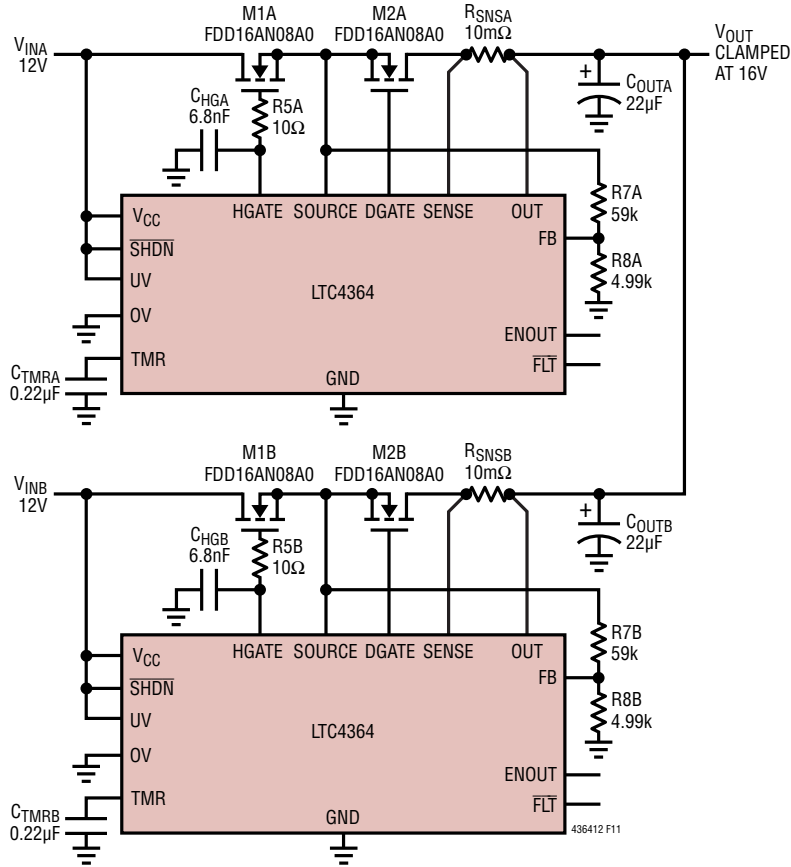 M1A
FDD16AN08A0
M2A
FDD16AN08A0
RSNSA
10mΩ
VINA
12V
VOUT
CLAMPED
AT 16V
+
COUTA
22µF
CHGA
6.8nF
R5A
10Ω
R7A
59k
R8A
4.99k
VCC
SHDN
UV
OV
TMR
HGATE
SOURCE
DGATE
SENSE
OUT
FB
LTC4364
ENOUT
FLT
GND
CTMRA
0.22µF
M1B
FDD16AN08A0
M2B
FDD16AN08A0
RSNSB
10mΩ
VINB
12V
+
COUTB
22µF
CHGB
6.8nF
R5B
10Ω
R7B
59k
R8B
4.99k
VCC
SHDN
UV
OV
TMR
HGATE
SOURCE
DGATE
SENSE
OUT
FB
LTC4364
ENOUT
FLT
GND
CTMRB
0.22µF
436412 F11